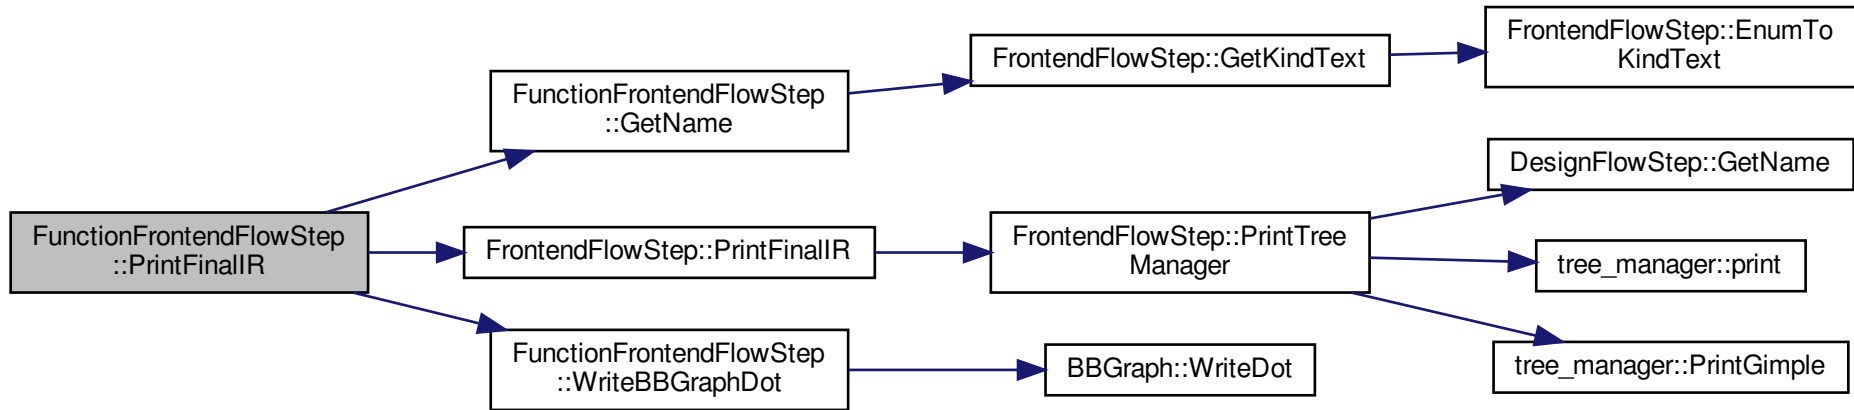 FunctionFrontendFlowStep
::PrintFinalIR
FunctionFrontendFlowStep
::GetName
FrontendFlowStep::GetKindText
FrontendFlowStep::EnumTo
KindText
FrontendFlowStep::PrintFinalIR
FrontendFlowStep::PrintTree
Manager
DesignFlowStep::GetName
tree_manager::print
tree_manager::PrintGimple
FunctionFrontendFlowStep
::WriteBBGraphDot
BBGraph::WriteDot